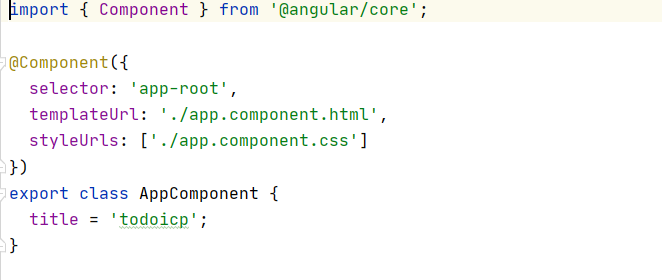 import { Component } from '@angular/core';
@Component({
  selector: 'app-root',
  templateUrl: './app.component.html',
  styleUrls: ['./app.component.css']
})
export class AppComponent {
  title = 'todoicp';
}